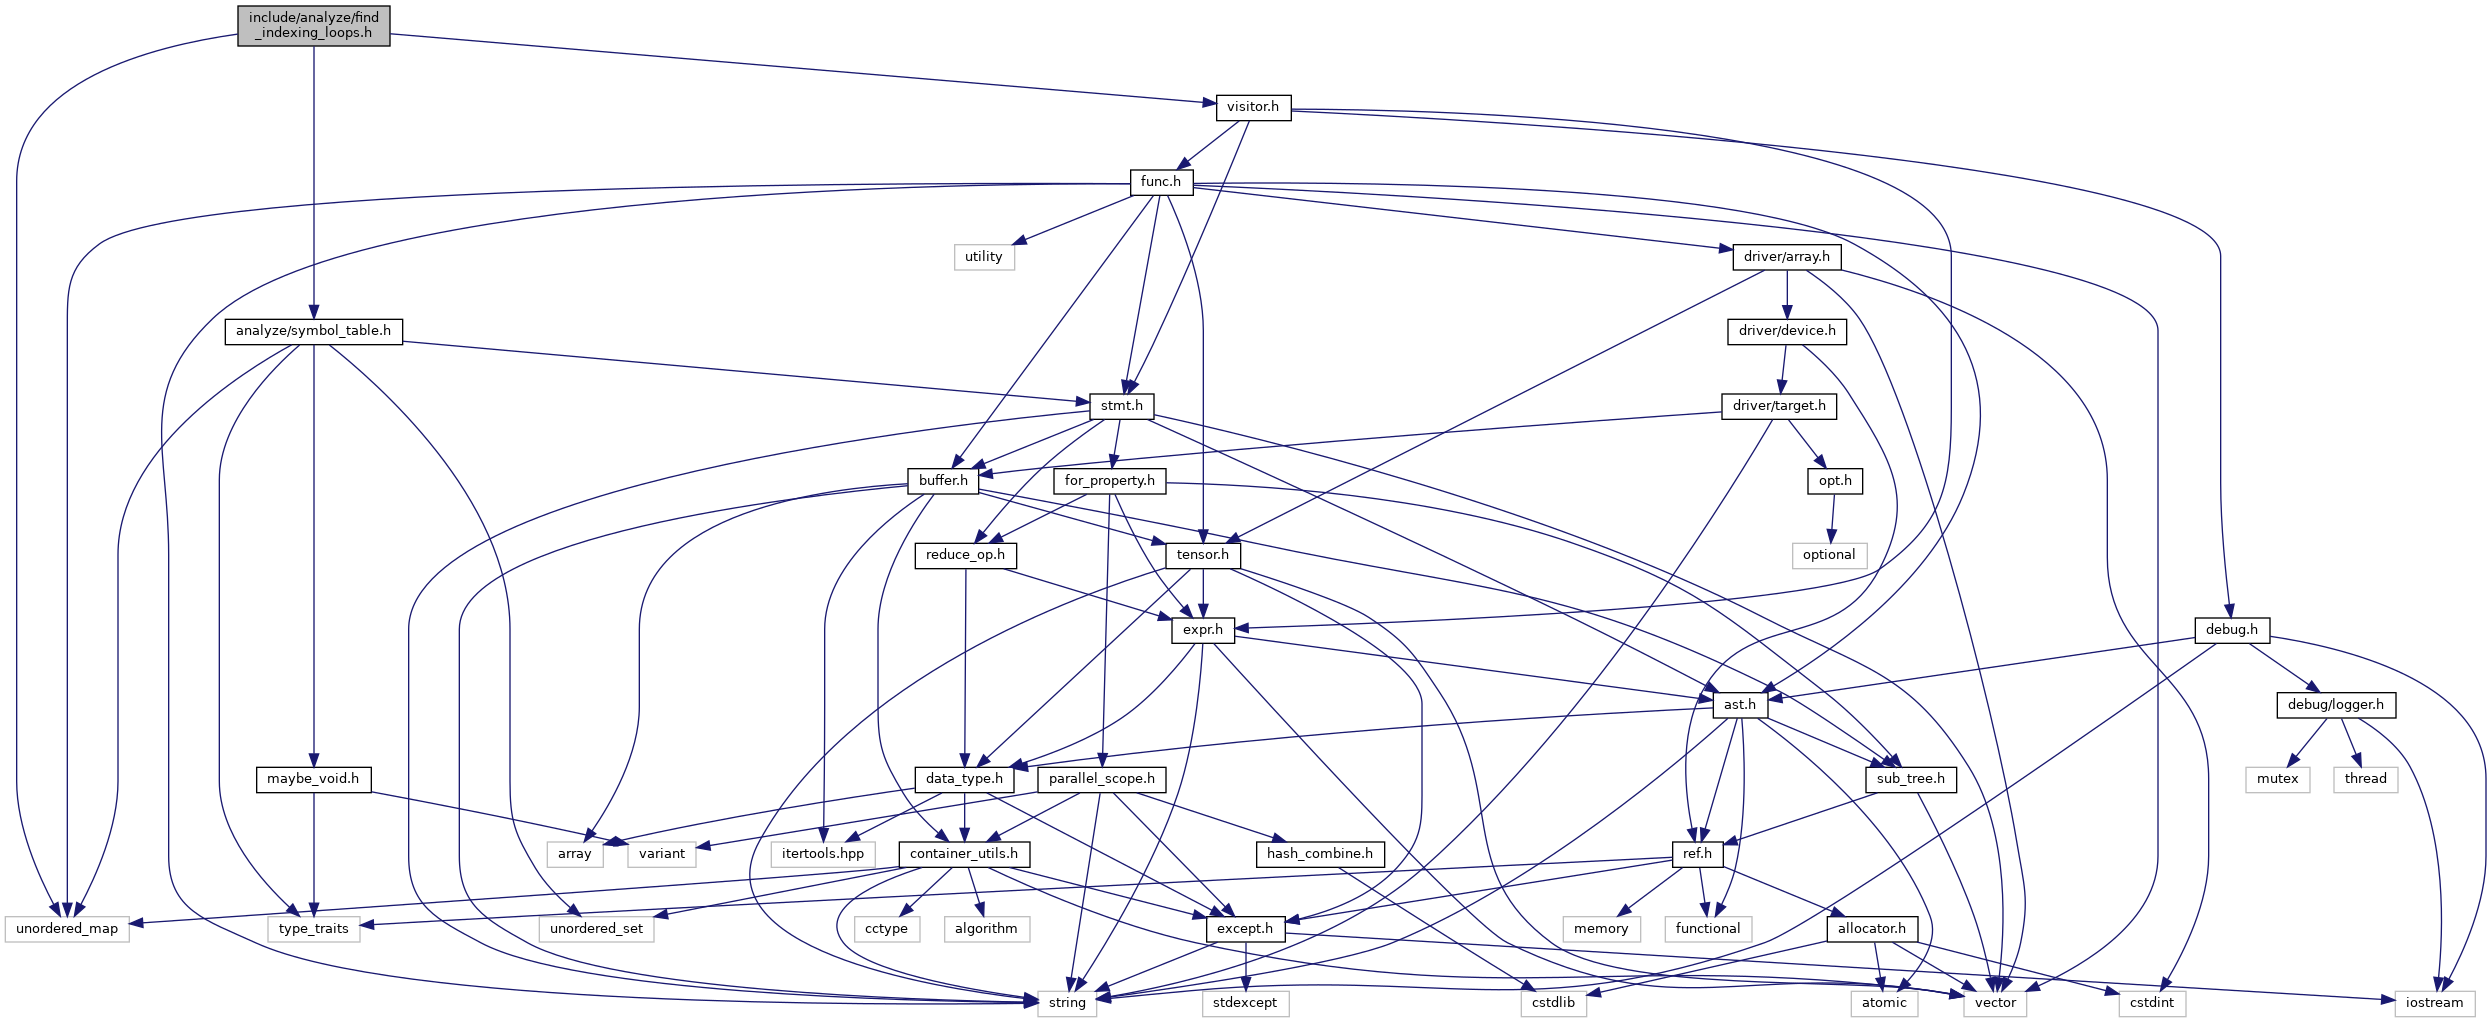 include/analyze/find
_indexing_loops.h
visitor.h
func.h
utility
driver/array.h
analyze/symbol_table.h
driver/device.h
stmt.h
driver/target.h
buffer.h
for_property.h
opt.h
reduce_op.h
tensor.h
optional
expr.h
debug.h
ast.h
debug/logger.h
maybe_void.h
data_type.h
parallel_scope.h
sub_tree.h
mutex
thread
array
variant
itertools.hpp
container_utils.h
hash_combine.h
ref.h
unordered_map
type_traits
unordered_set
cctype
algorithm
except.h
memory
functional
allocator.h
string
stdexcept
cstdlib
atomic
vector
cstdint
iostream